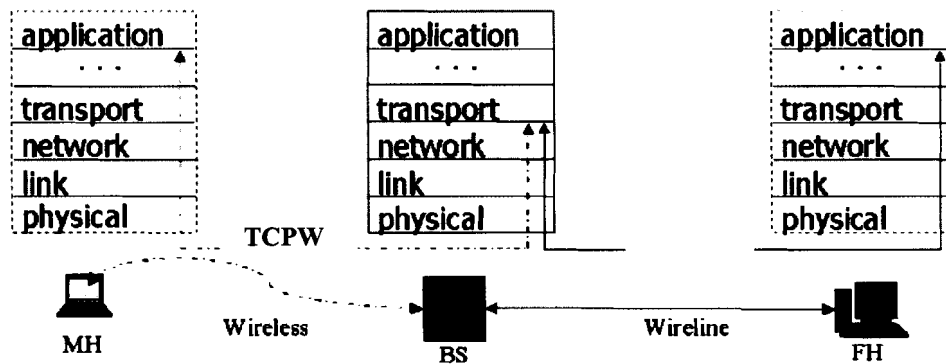 application
. . .
transport
network
link
physical
application
. . .
transport
network
link
physical
application
. . .
transport
network
link
physical
TCPW
Wireless
Wireline
MH
BS
FH